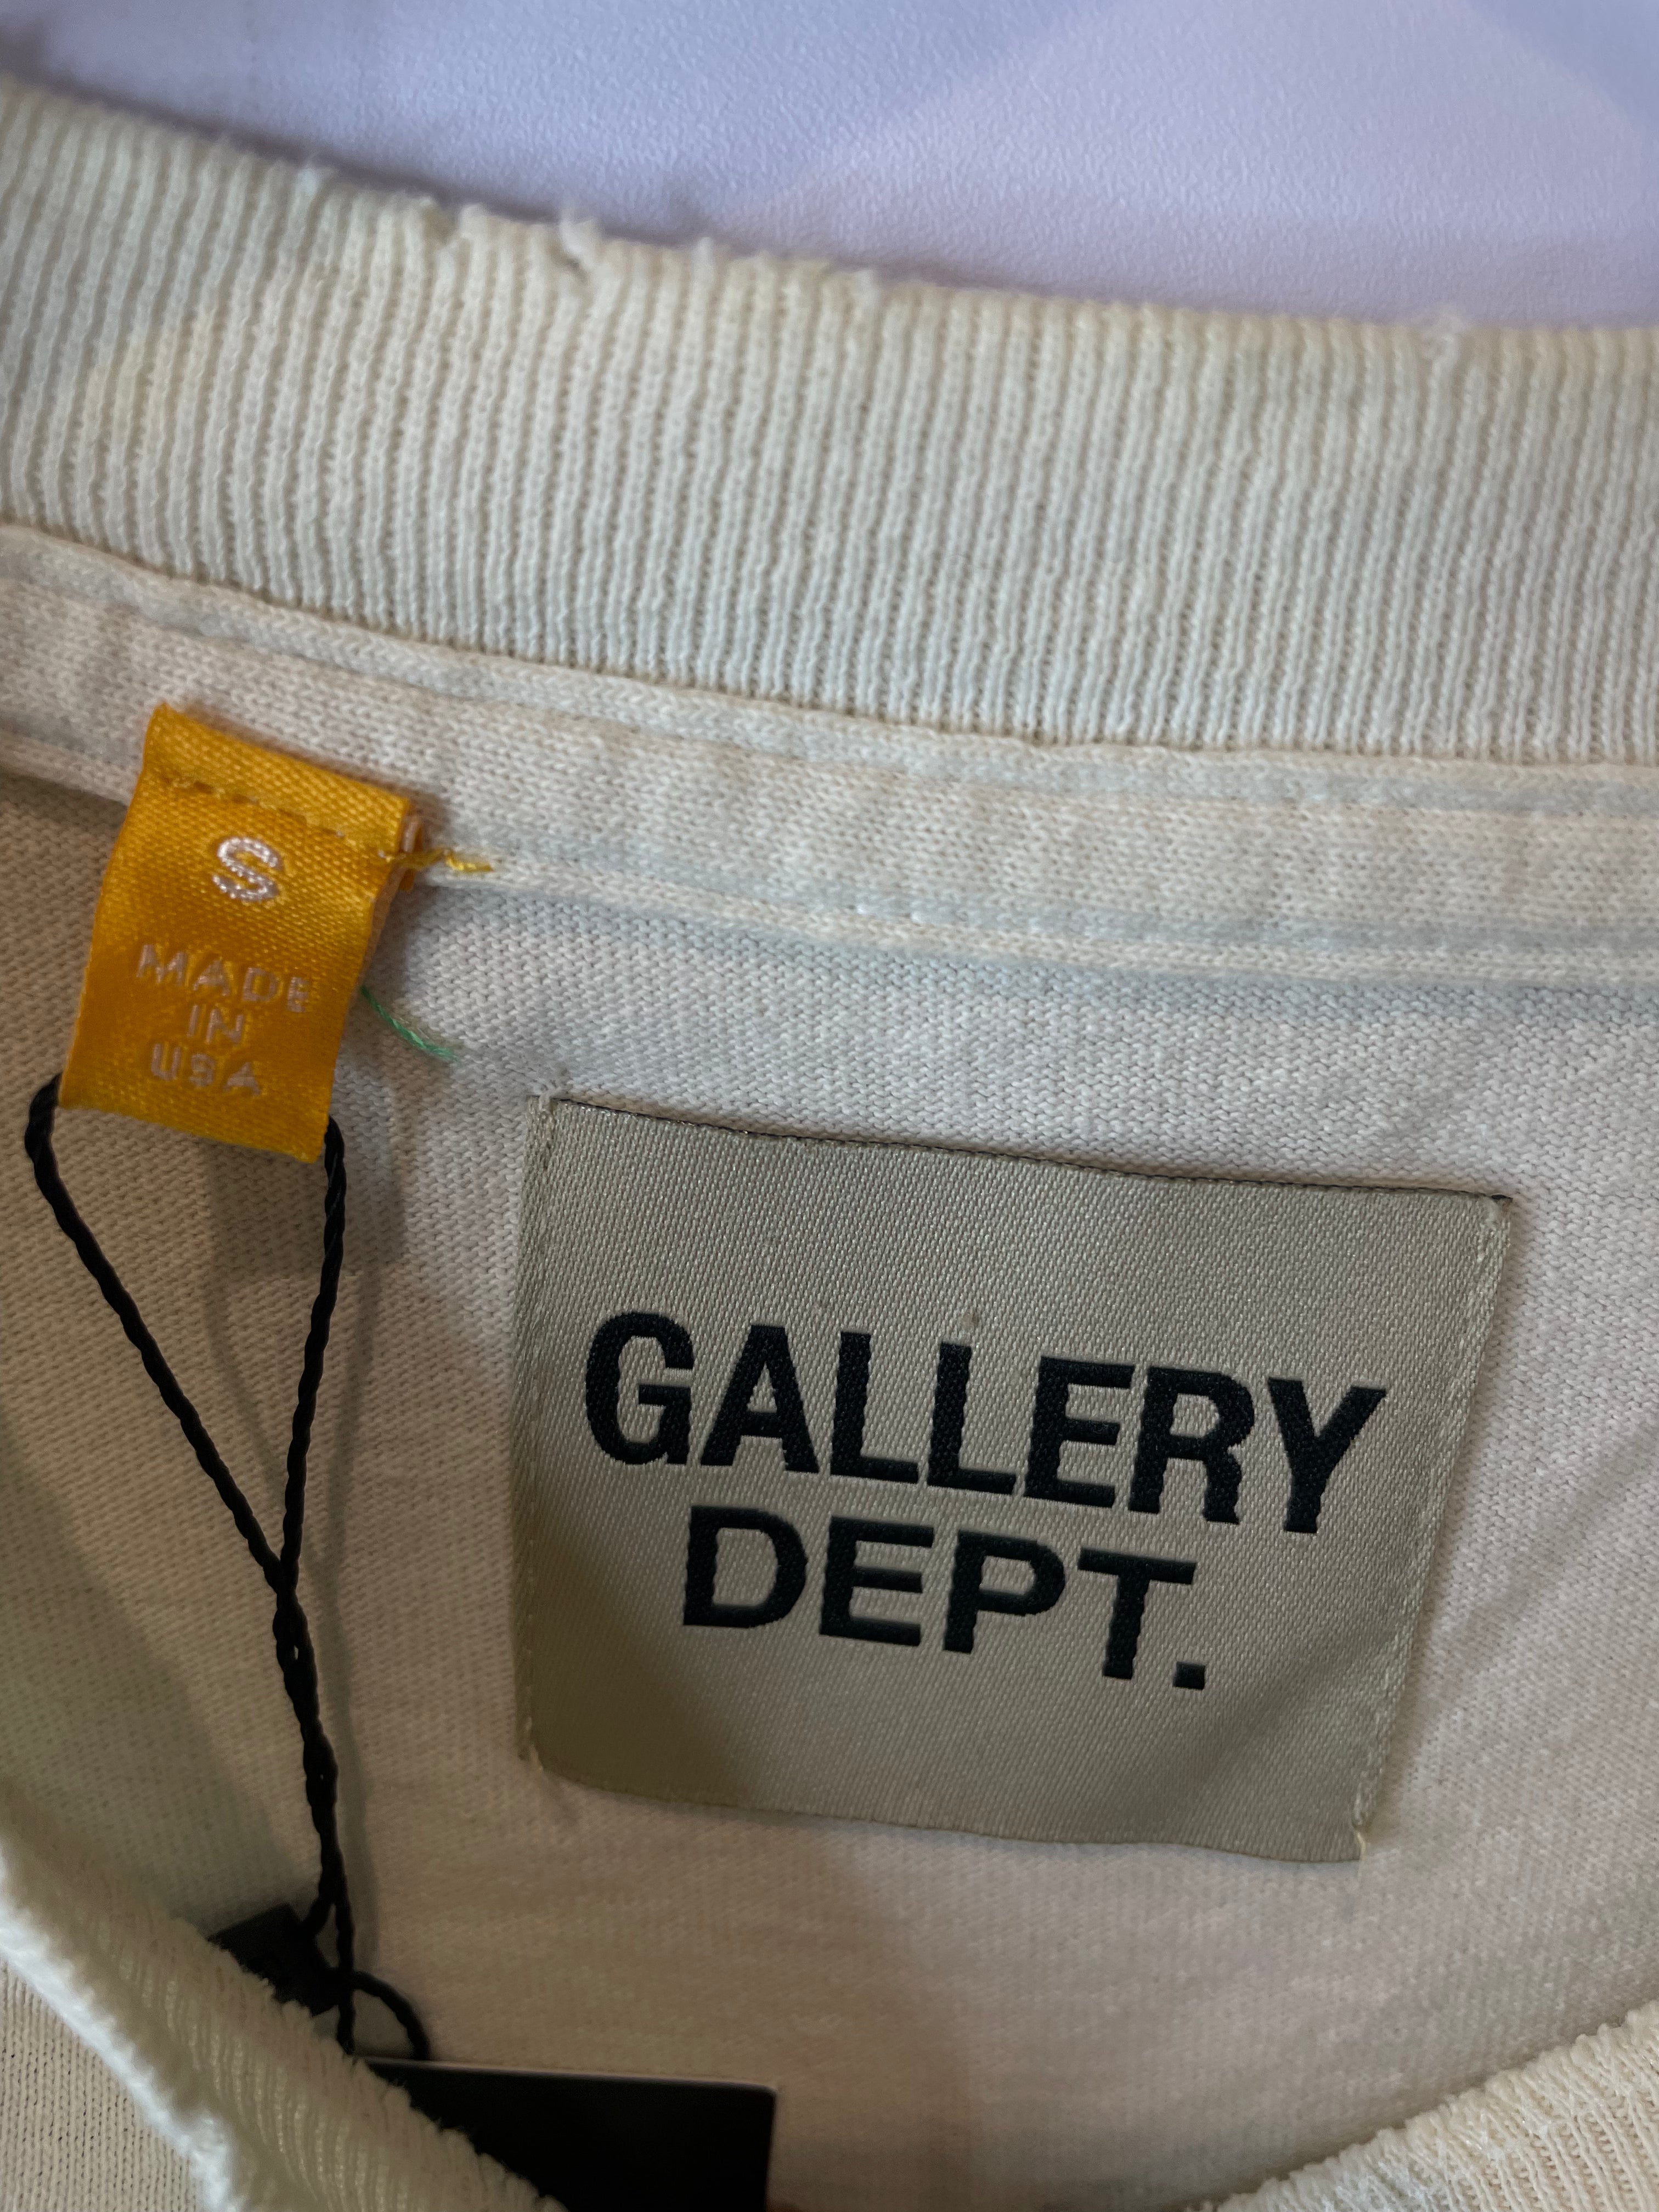 S
MADE
IN
USA
GALLERY
DEPT.